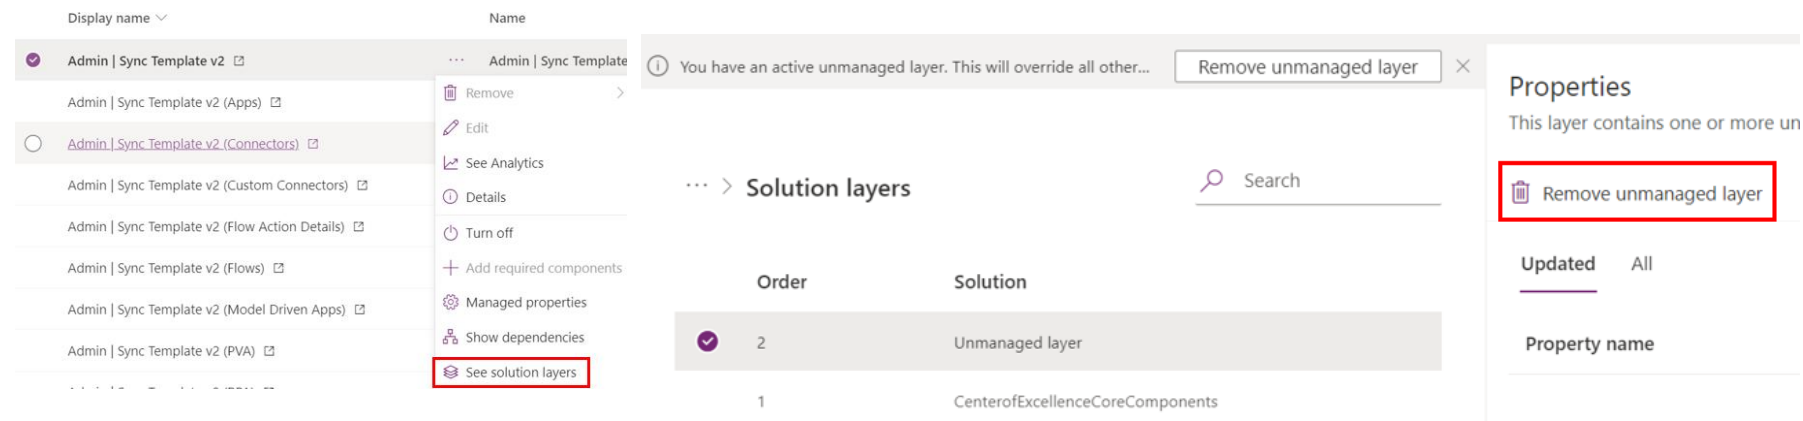 Display name
Name
Admin | Sync Template v2
Admin | Sync Template
Admin | Sync Template v2 (Apps)
Admin | Sync Template v2 (Connectors)
Admin | Sync Template v2 (Custom Connectors)
Admin | Sync Template v2 (Flow Action Details)
Admin | Sync Template v2 (Flows)
Admin | Sync Template v2 (Model Driven Apps)
Admin | Sync Template v2 (PVA)
Remove
Edit
See Analytics
Details
Turn off
Add required components
Managed properties
Show dependencies
See solution layers
You have an active unmanaged layer. This will override all other...
Remove unmanaged layer
... > Solution layers
Search
Order
Solution
2
Unmanaged layer
1
CenterofExcellenceCoreComponents
Properties
This layer contains one or more un
Remove unmanaged layer
Updated
All
Property name